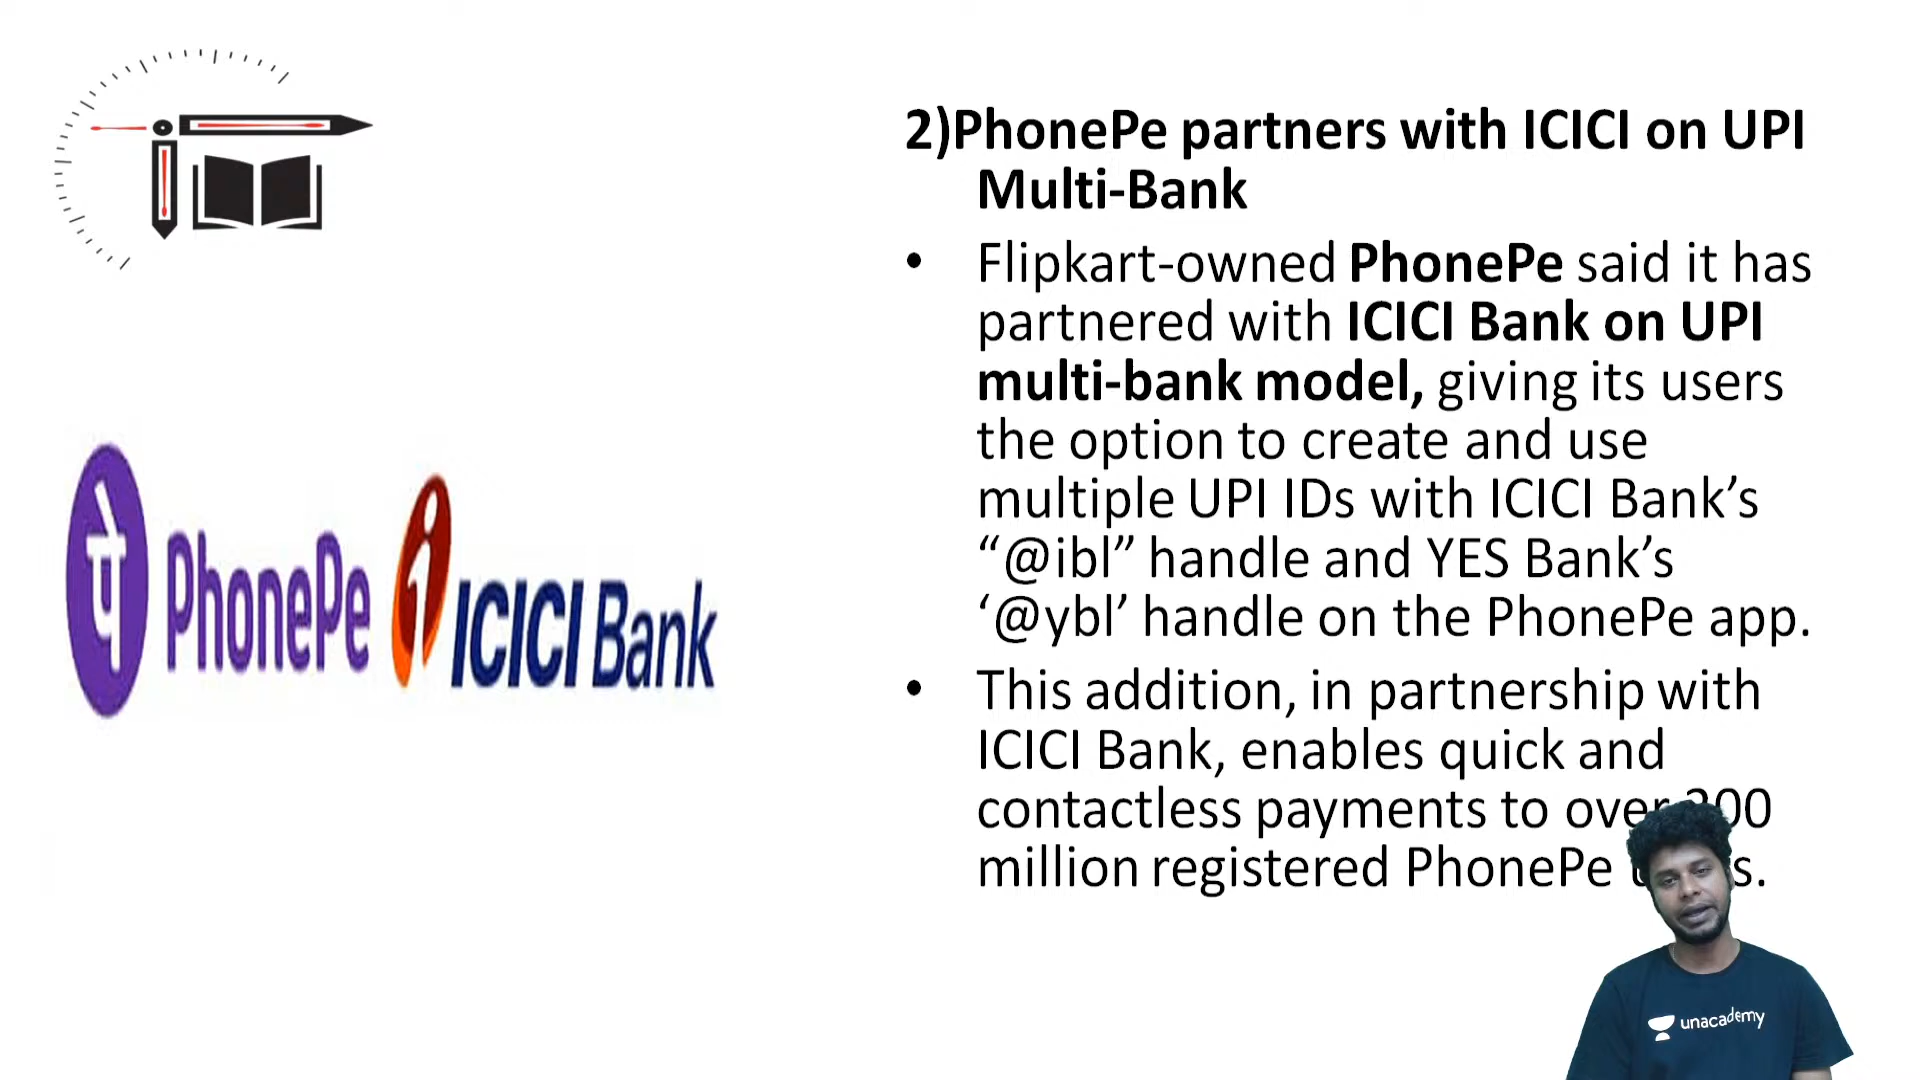 2)PhonePe partners with ICICI on UPI
Multi-Bank
• Flipkart-owned PhonePe said it has
partnered with ICICI Bank on UPI
multi-bank model, giving its users
the option to create and use
multiple UPI IDs with ICICI Bank’s
“@ibl” handle and YES Bank’s
‘@ybl’ handle on the PhonePe app.
• This addition, in partnership with
ICICI Bank, enables quick and
contactless payments to over
million registered PhonePe
पे PhonePe
i ICICI Bank
unacademy